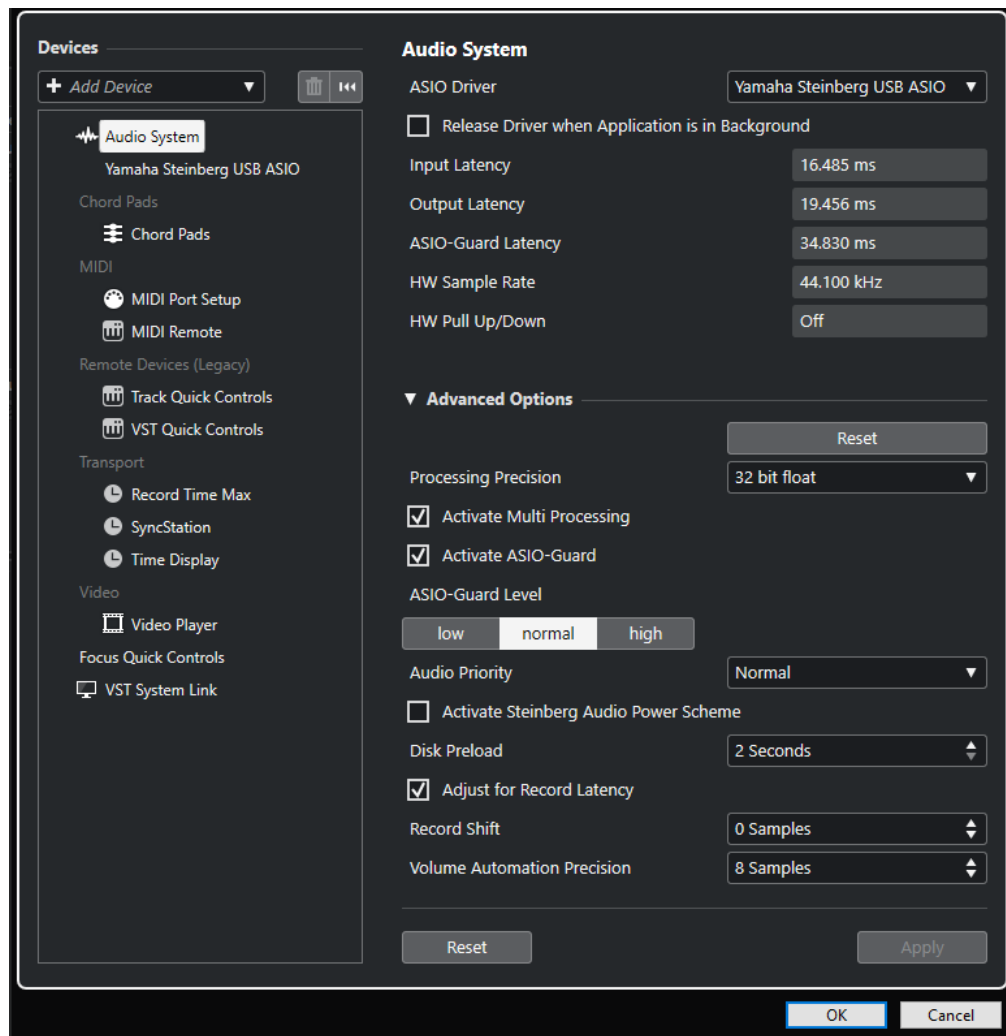 Devices
Add Device
Audio System
Yamaha Steinberg USB ASIO
Chord Pads
Chord Pads
MIDI
MIDI Port Setup
MIDI Remote
Remote Devices (Legacy)
Track Quick Controls
VST Quick Controls
Transport
Record Time Max
SyncStation
Time Display
Video
Video Player
Focus Quick Controls
VST System Link
Audio System
ASIO Driver Yamaha Steinberg USB ASIO
Release Driver when Application is in Background
Input Latency 16.485 ms
Output Latency 19.456 ms
ASIO-Guard Latency 34.830 ms
HW Sample Rate 44.100 kHz
HW Pull Up/Down Off
Advanced Options
Reset
Processing Precision 32 bit float
Activate Multi Processing
Activate ASIO-Guard
ASIO-Guard Level
low normal high
Audio Priority Normal
Activate Steinberg Audio Power Scheme
Disk Preload 2 Seconds
Adjust for Record Latency
Record Shift 0 Samples
Volume Automation Precision 8 Samples
Reset Apply
OK Cancel